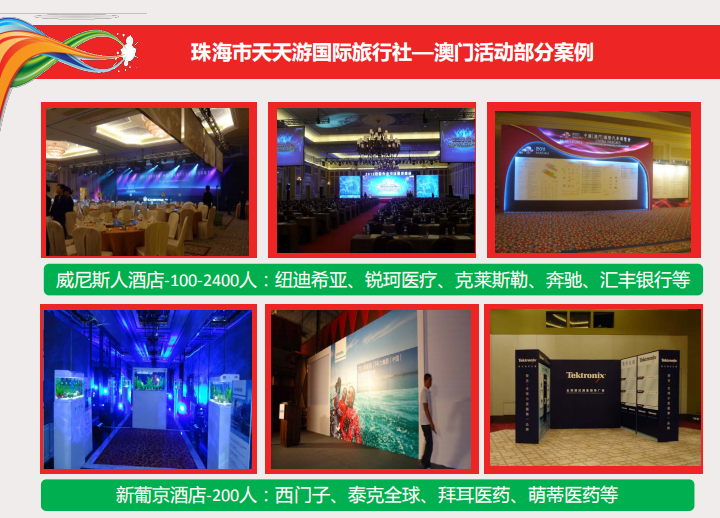 珠海市天天游国际旅行社—澳门活动部分案例
威尼斯人酒店-100-2400人：纽迪希亚、锐珂医疗、克莱斯勒、奔驰、汇丰银行等
Tektronix
Tektronix
Tektronix
新葡京酒店-200人：西门子、泰克全球、拜耳医药、萌蒂医药等